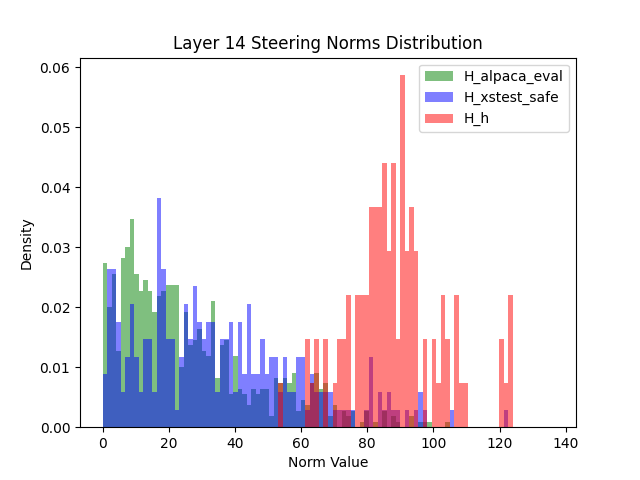 Layer 14 Steering Norms Distribution
H_alpaca_eval
H_xstest_safe
H_h
0.06
0.05
0.04
0.03
0.02
0.01
0.00
Density
0
20
40
60
80
100
120
140
Norm Value